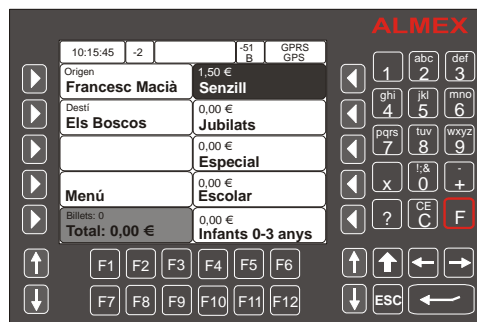 ALMEX
10:15:45 -2 -51 B GPRS GPS
Origen
Francesc Macià
1,50 €
Senzill
Destí
Els Boscos
0,00 €
Jubilats
0,00 €
Especial
Menú
0,00 €
Escolar
Billets: 0
Total: 0,00 €
0,00 €
Infants 0-3 anys
1 abc 2 def 3
ghi 4 jkl 5 mno 6
pqrs 7 tuv 8 wxyz 9
x !;& 0 - +
? CE C F
F1 F2 F3 F4 F5 F6
F7 F8 F9 F10 F11 F12 ESC